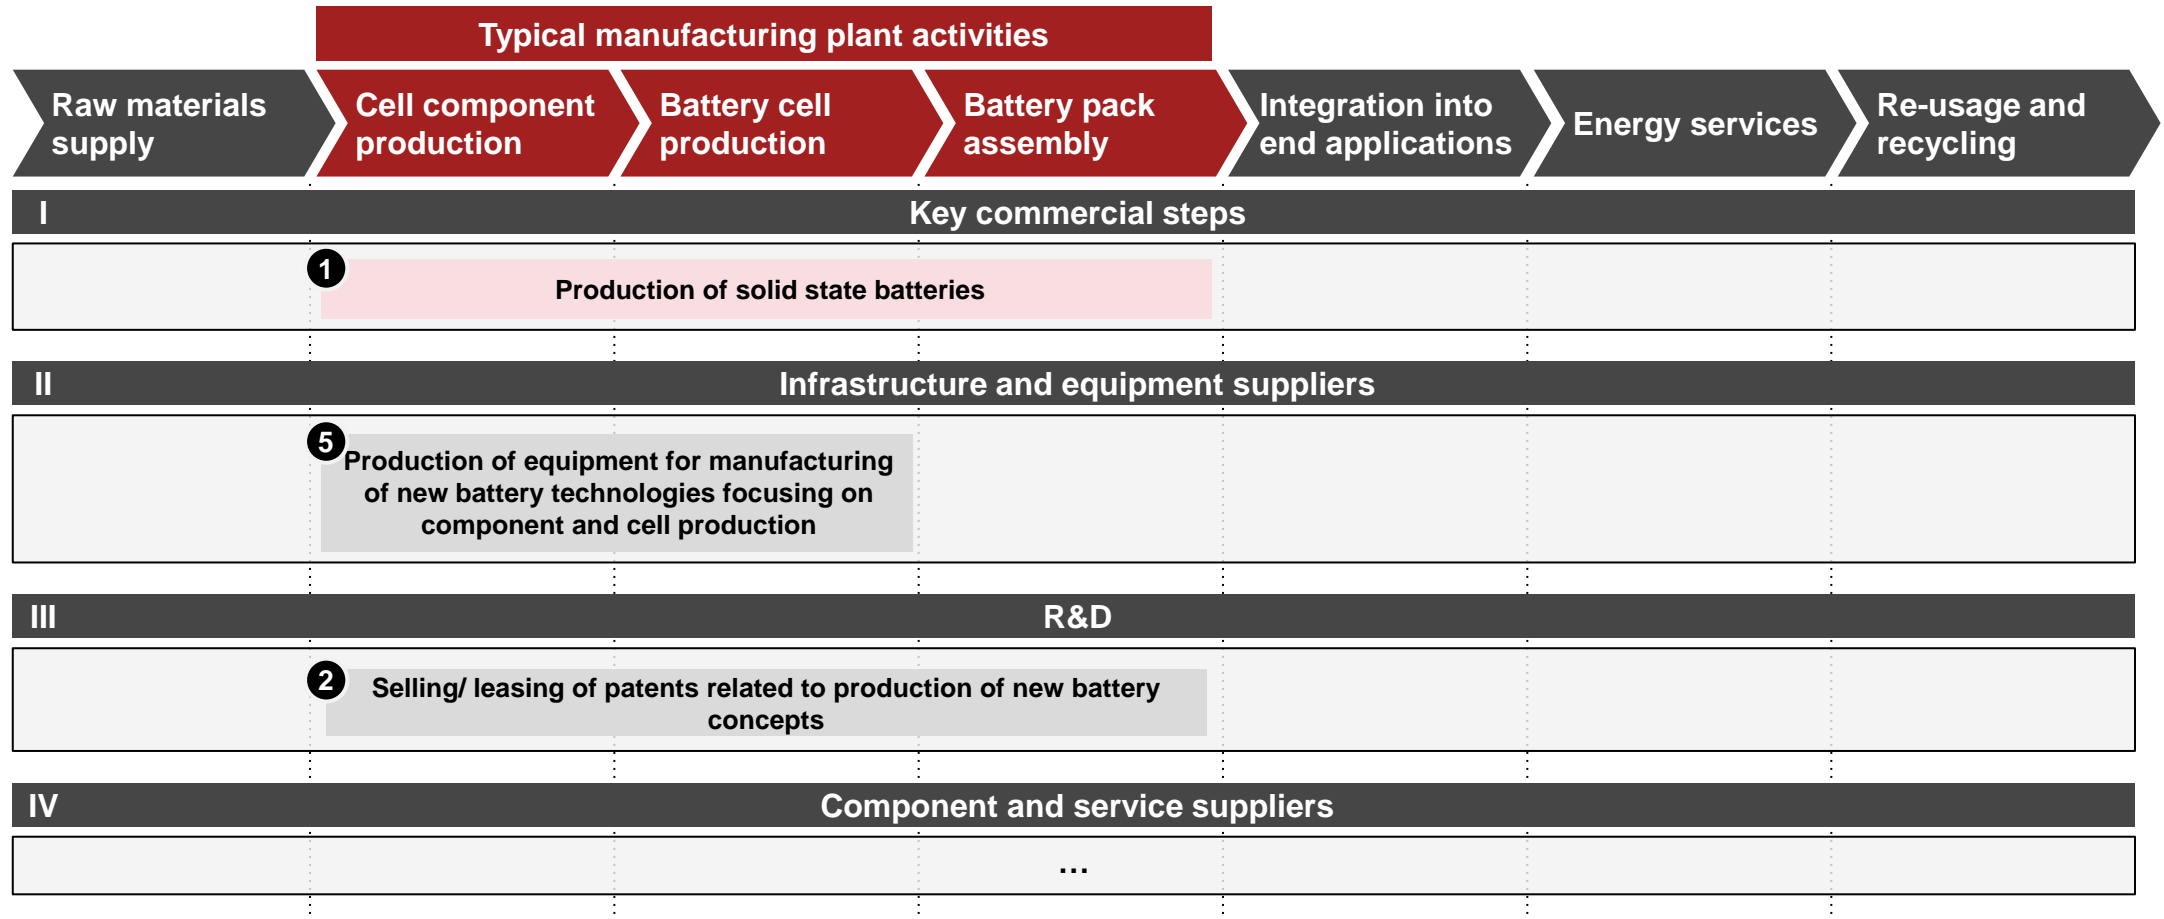 Typical manufacturing plant activities
Raw materials
supply
Cell component
production
Battery cell
production
Battery pack
assembly
Integration into
end applications
Energy services
Re-usage and
recycling
I
Key commercial steps
1
Production of solid state batteries
II
Infrastructure and equipment suppliers
5
Production of equipment for manufacturing
of new battery technologies focusing on
component and cell production
III
R&D
2
Selling/ leasing of patents related to production of new battery
concepts
IV
Component and service suppliers
...